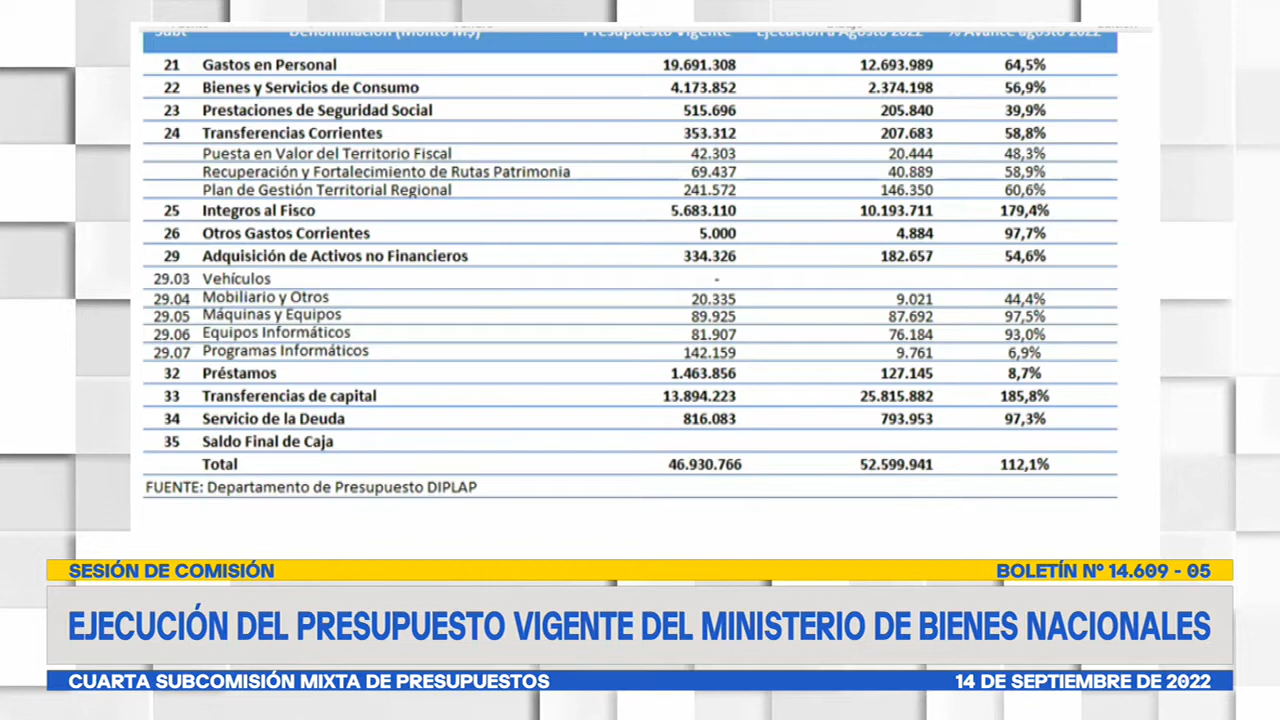 Subt Denominación (Monto M$) Presupuesto Vigente Ejecución a Agosto 2022 % Avance agosto 2022
21 Gastos en Personal 19.691.308 12.693.989 64,5%
22 Bienes y Servicios de Consumo 4.173.852 2.374.198 56,9%
23 Prestaciones de Seguridad Social 515.696 205.840 39,9%
24 Transferencias Corrientes 353.312 207.683 58,8%
Puesta en Valor del Territorio Fiscal 42.303 20.444 48,3%
Recuperación y Fortalecimiento de Rutas Patrimonia 69.437 40.889 58,9%
Plan de Gestión Territorial Regional 241.572 146.350 60,6%
25 Integros al Fisco 5.683.110 10.193.711 179,4%
26 Otros Gastos Corrientes 5.000 4.884 97,7%
29 Adquisición de Activos no Financieros 334.326 182.657 54,6%
29.03 Vehículos -
29.04 Mobiliario y Otros 20.335 9.021 44,4%
29.05 Máquinas y Equipos 89.925 87.692 97,5%
29.06 Equipos Informáticos 81.907 76.184 93,0%
29.07 Programas Informáticos 142.159 9.761 6,9%
32 Préstamos 1.463.856 127.145 8,7%
33 Transferencias de capital 13.894.223 25.815.882 185,8%
34 Servicio de la Deuda 816.083 793.953 97,3%
35 Saldo Final de Caja
Total 46.930.766 52.599.941 112,1%
FUENTE: Departamento de Presupuesto DIPLAP
SESIÓN DE COMISIÓN BOLETÍN Nº 14.609 - 05
EJECUCIÓN DEL PRESUPUESTO VIGENTE DEL MINISTERIO DE BIENES NACIONALES
CUARTA SUBCOMISIÓN MIXTA DE PRESUPUESTOS 14 DE SEPTIEMBRE DE 2022